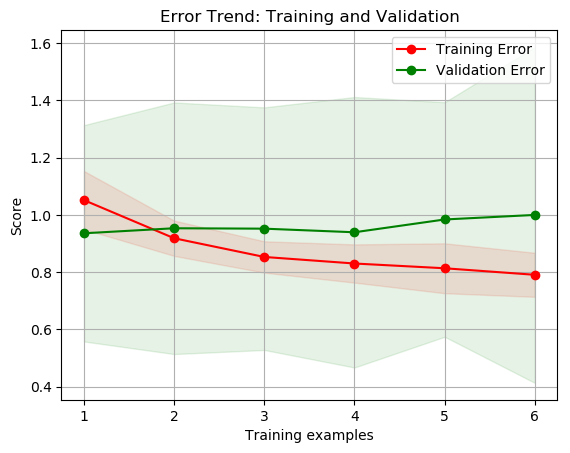 Error Trend: Training and Validation
Training Error
Validation Error
Score
1.6
1.4
1.2
1.0
0.8
0.6
0.4
1 2 3 4 5 6
Training examples